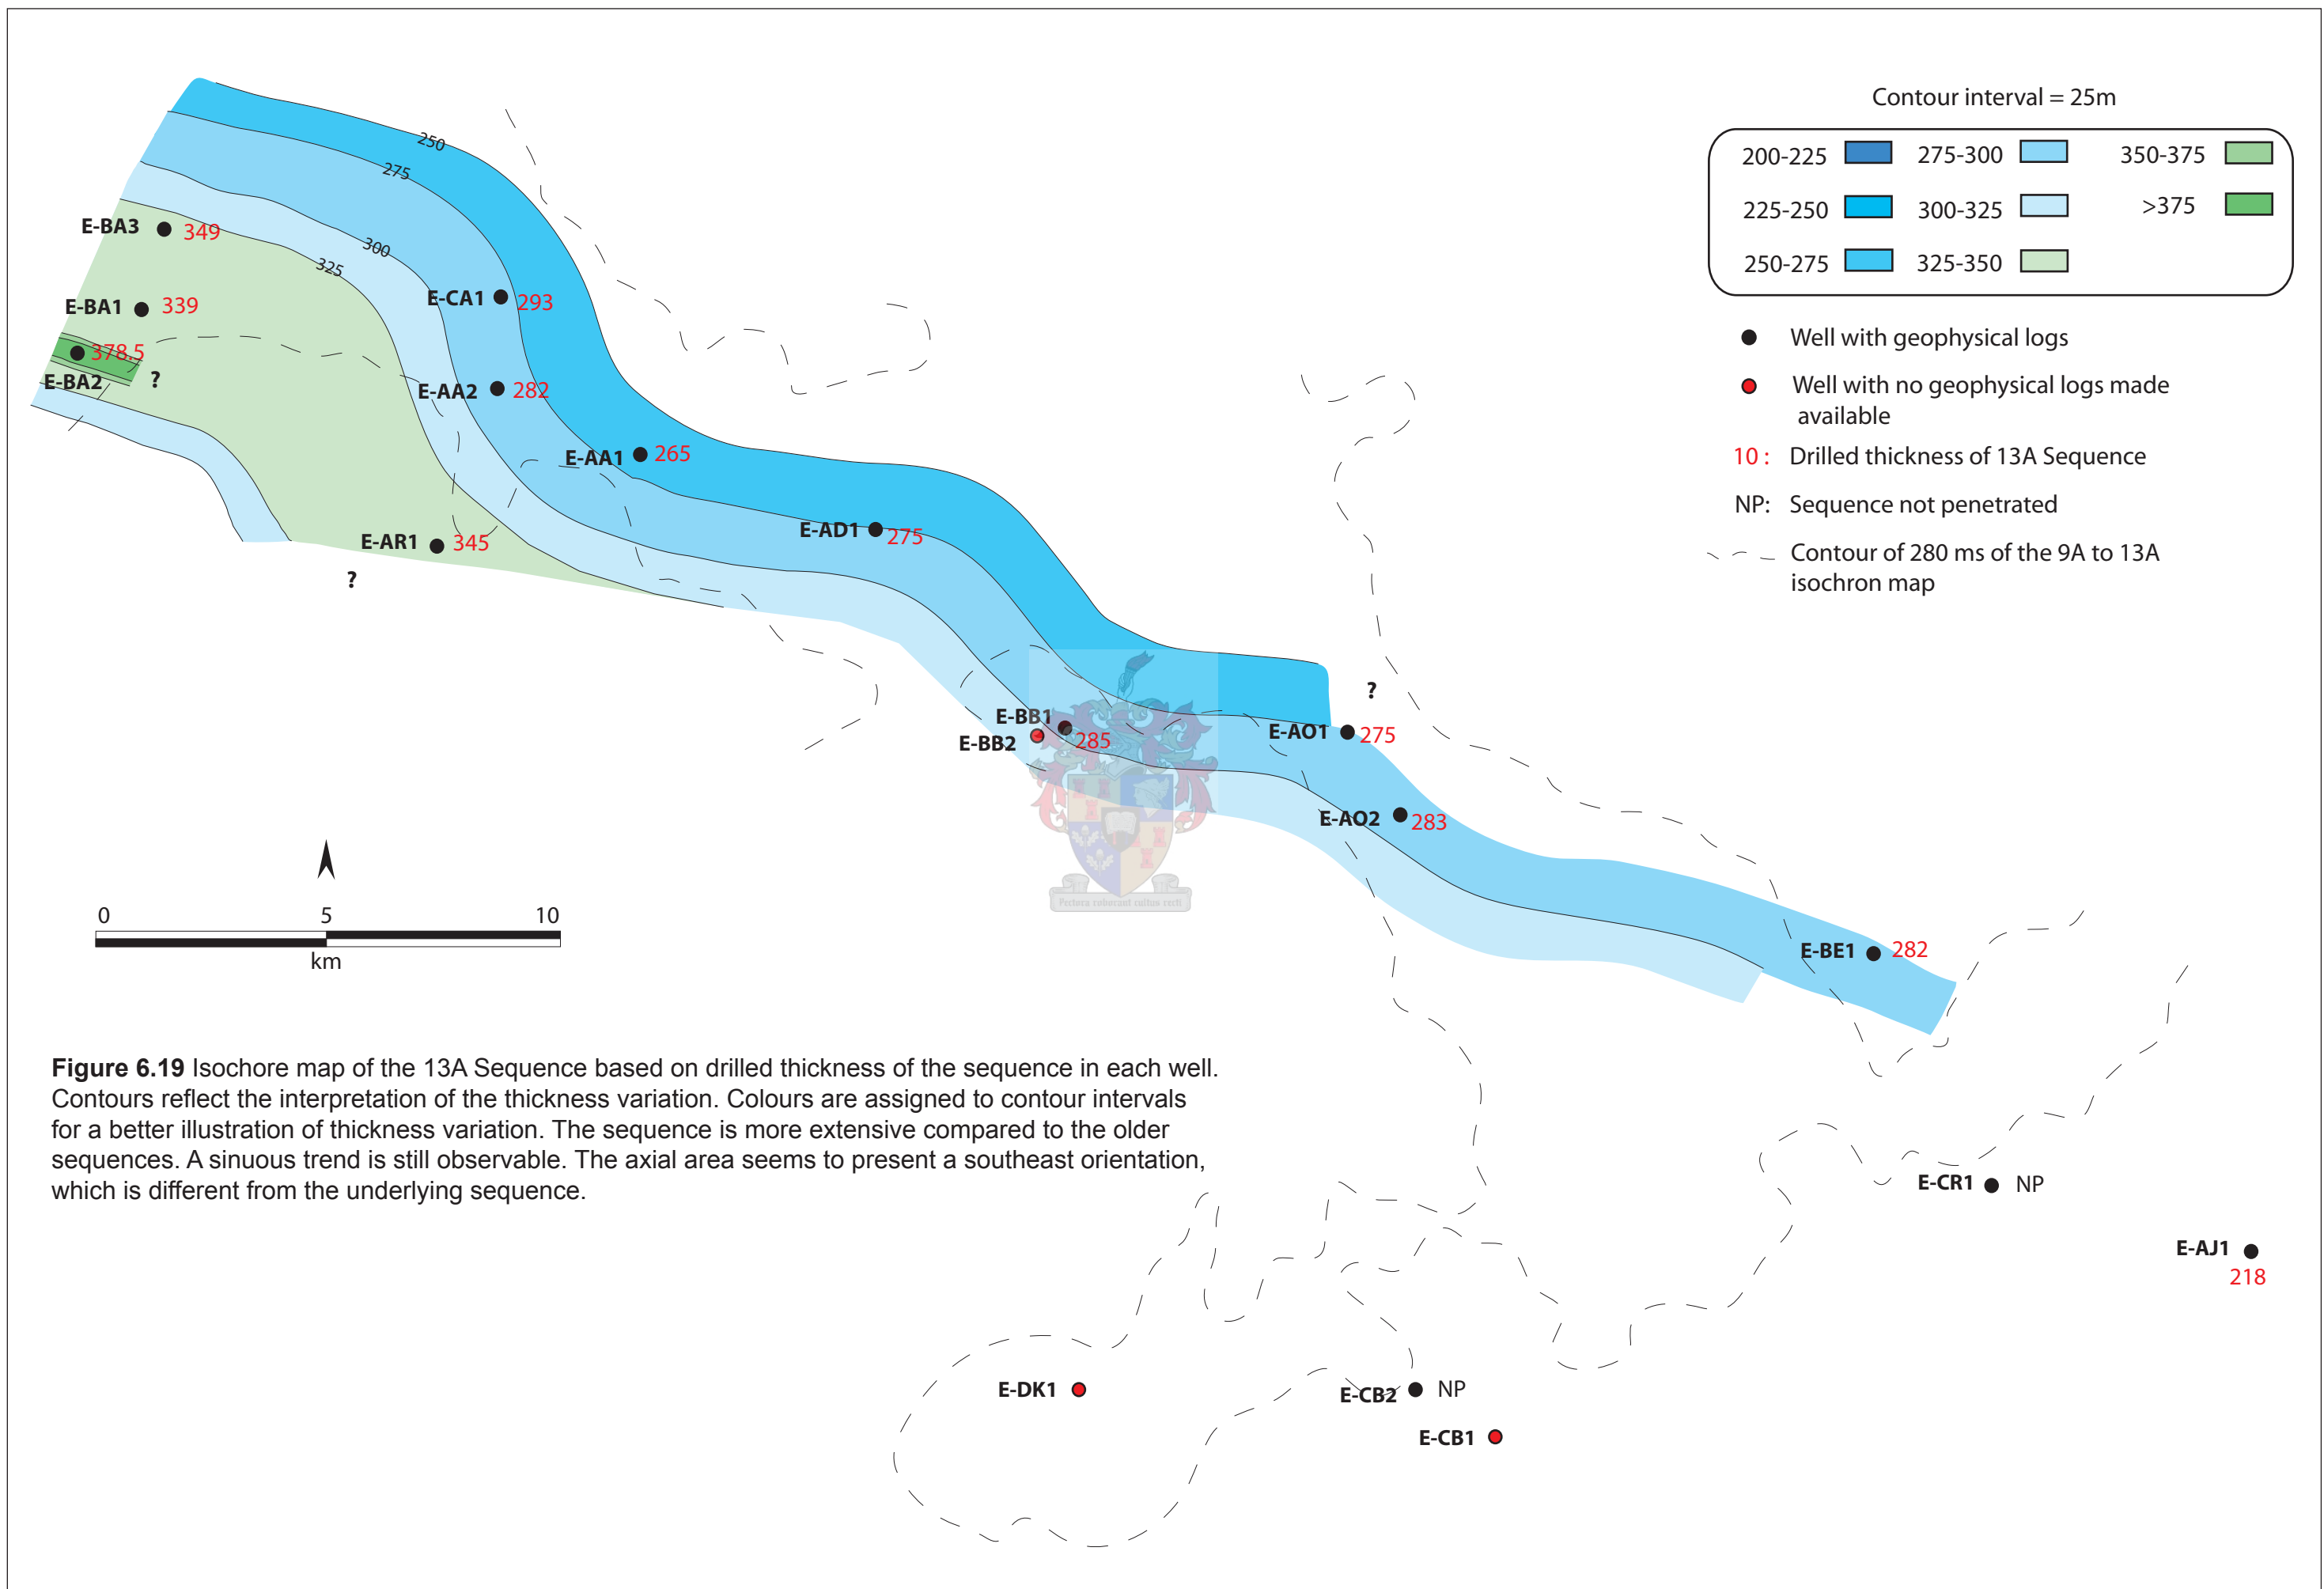 Contour interval = 25m
200-225 275-300 350-375
225-250 300-325 >375
250-275 325-350
Well with geophysical logs
Well with no geophysical logs made
available
10 : Drilled thickness of 13A Sequence
NP: Sequence not penetrated
Contour of 280 ms of the 9A to 13A
isochron map
250
275
300
325
E-BA3 349
E-BA1 339
378.5
E-BA2 ?
E-CA1 293
E-AA2 282
E-AA1 265
E-AD1 275
E-AR1 345
?
?
E-BB1
285
E-BB2
E-AO1 275
E-AO2 283
E-BE1 282
Pectora roborant cultus recti
0 5 10
km
Figure 6.19 Isochore map of the 13A Sequence based on drilled thickness of the sequence in each well.
Contours reflect the interpretation of the thickness variation. Colours are assigned to contour intervals
for a better illustration of thickness variation. The sequence is more extensive compared to the older
sequences. A sinuous trend is still observable. The axial area seems to present a southeast orientation,
which is different from the underlying sequence.
E-CR1 NP
E-AJ1
218
E-DK1
E-CB2 NP
E-CB1